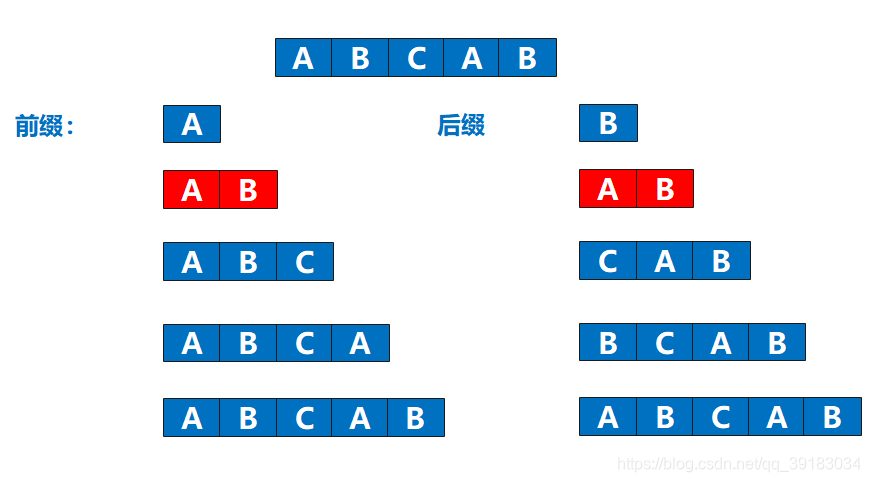 A B C A B
前缀： A 后缀 B
A B A B
A B C C A B
A B C A B C A B
A B C A B A B C A B
https://blog.csdn.net/qq_39183034